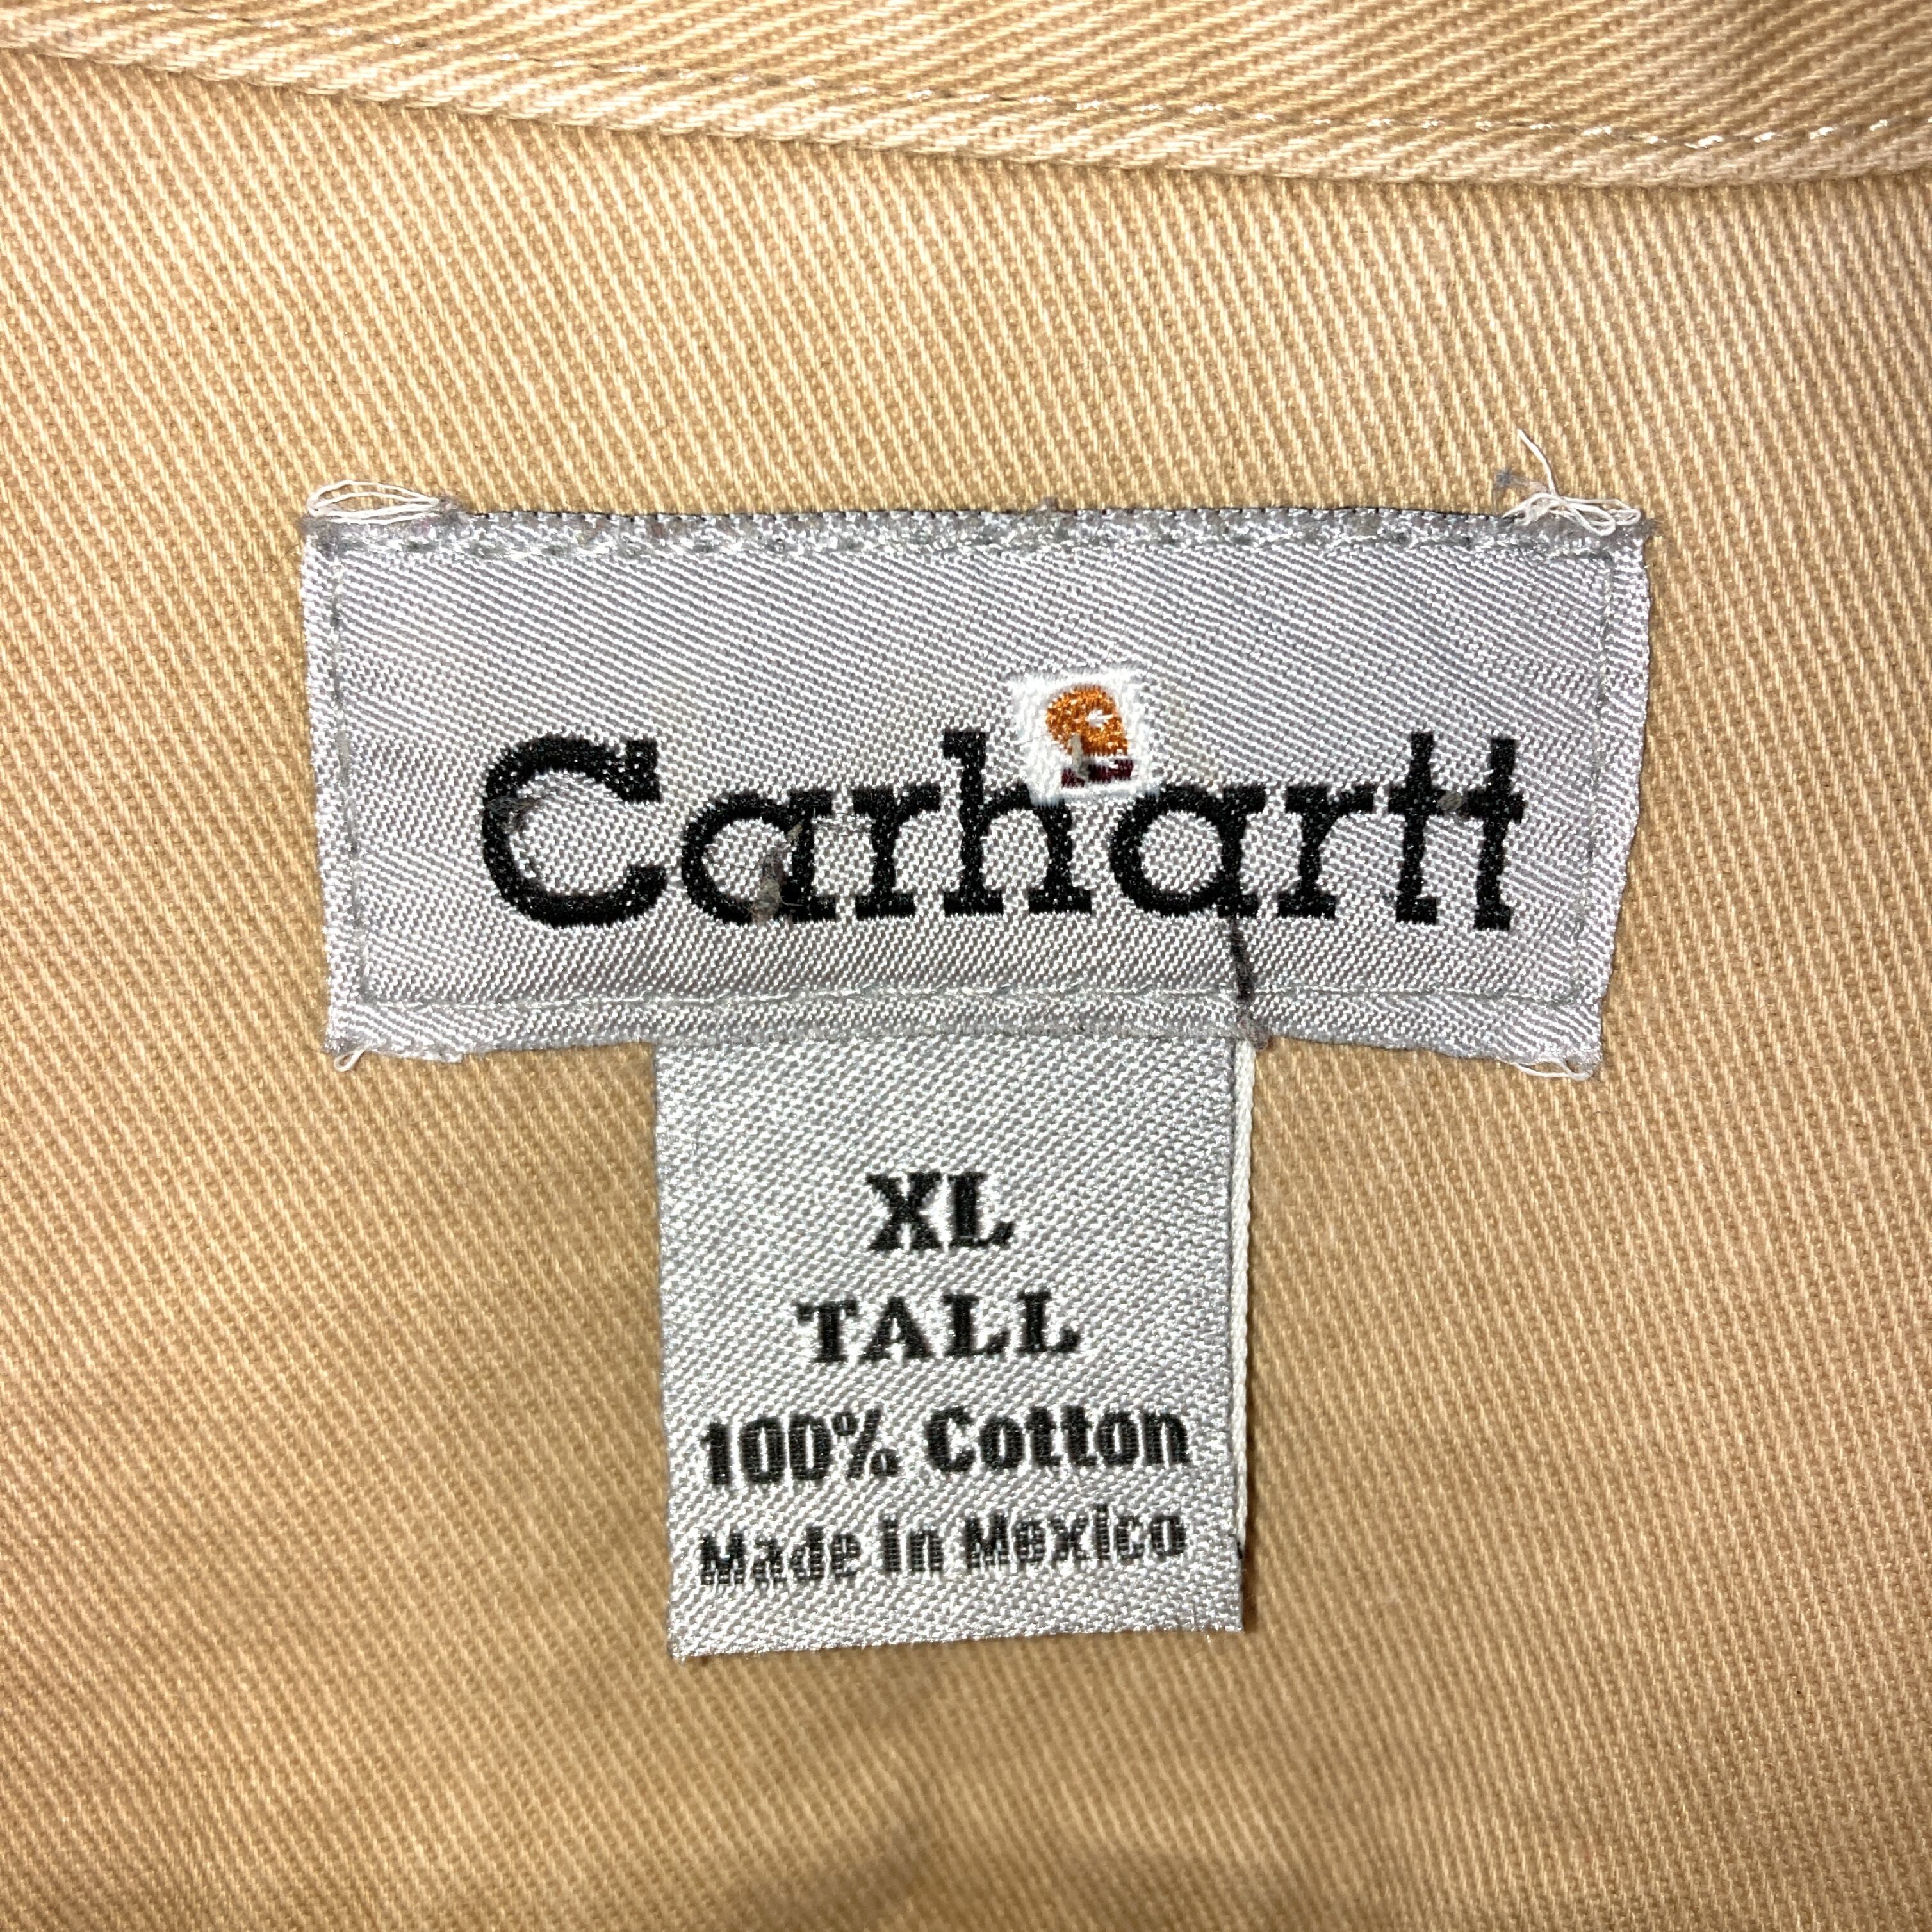 Carhartt
XL
TALL
100% Cotton
Made in Mexico